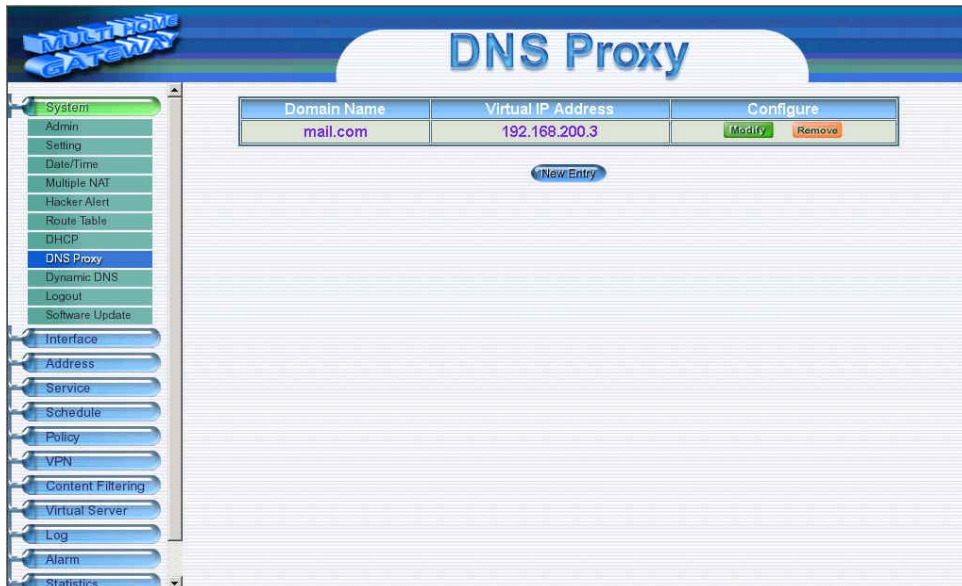 MULTI HOME
GATEWAY
DNS Proxy
System
Admin
Setting
Date/Time
Multiple NAT
Hacker Alert
Route Table
DHCP
DNS Proxy
Dynamic DNS
Logout
Software Update
Interface
Address
Service
Schedule
Policy
VPN
Content Filtering
Virtual Server
Log
Alarm
Statistics
Domain Name Virtual IP Address Configure
mail.com 192.168.200.3 Modify Remove
New Entry